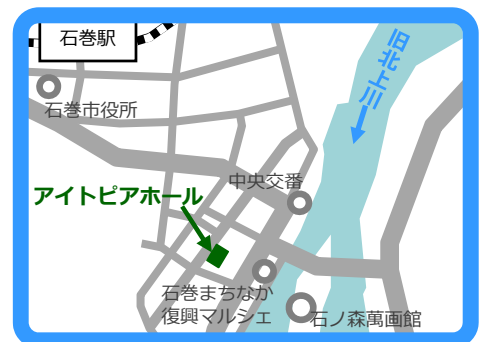 石巻駅
旧北上川
石巻市役所
中央交番
アイトピアホール
石巻まちなか
復興マルシェ
石ノ森萬画館